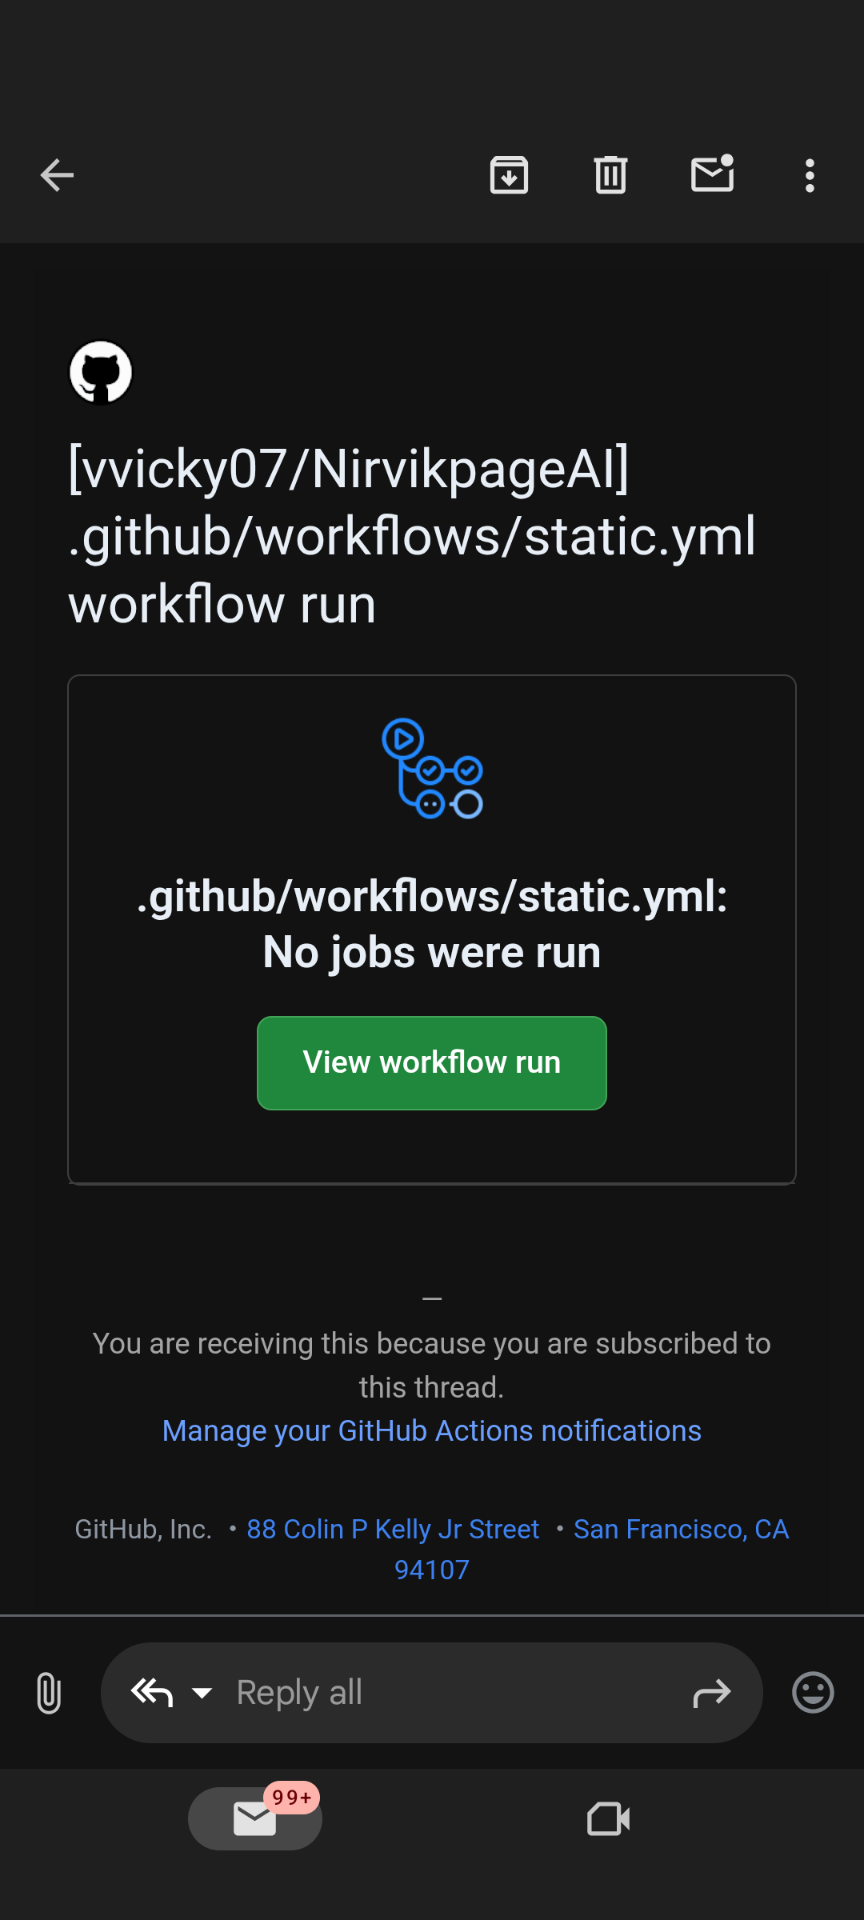 [vvicky07/NirvikpageAI]
.github/workflows/static.yml
workflow run
.github/workflows/static.yml:
No jobs were run
View workflow run
—
You are receiving this because you are subscribed to
this thread.
Manage your GitHub Actions notifications
GitHub, Inc. • 88 Colin P Kelly Jr Street • San Francisco, CA
94107
Reply all
99+